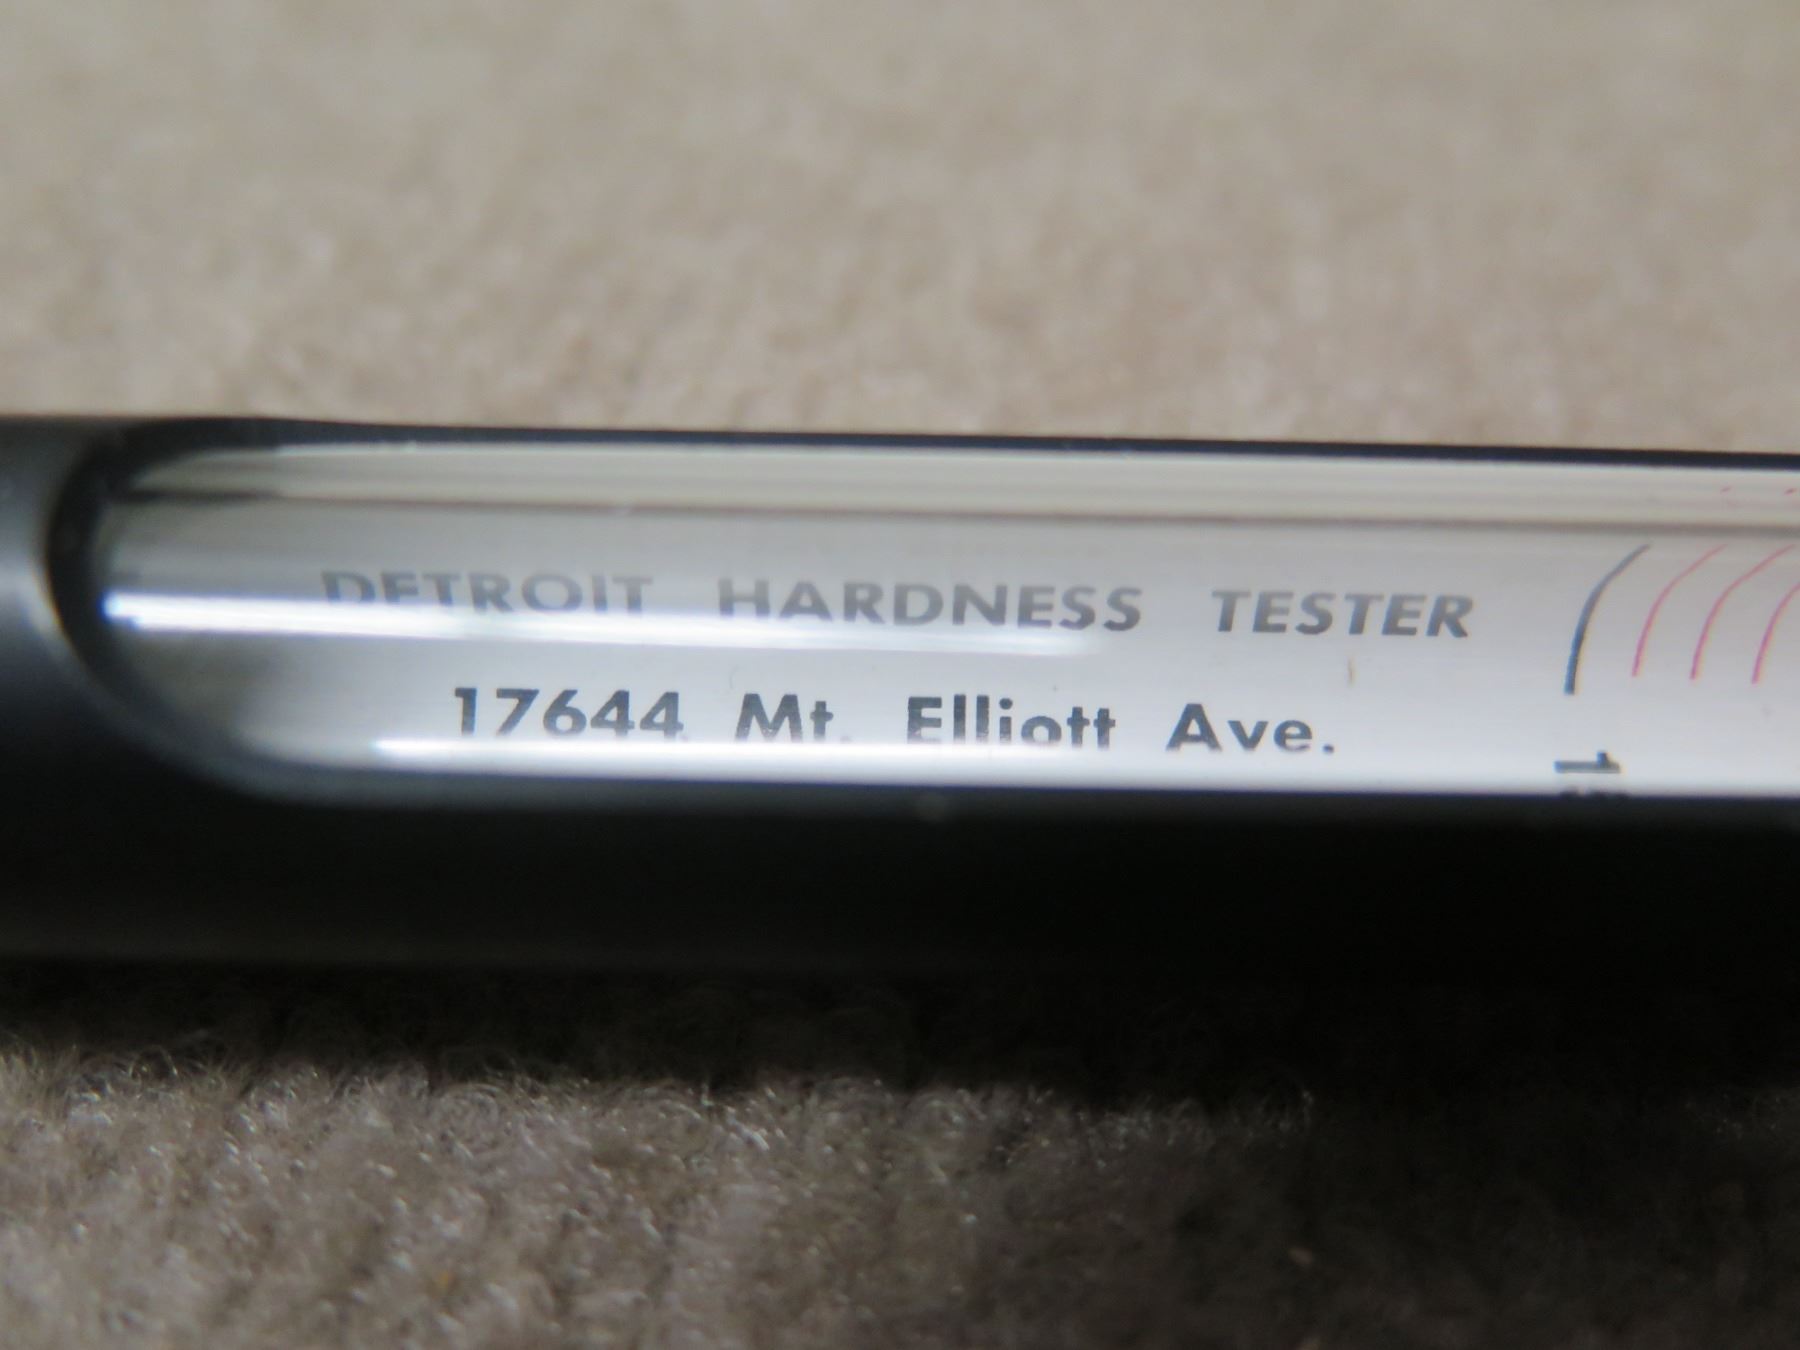 DETROIT HARDNESS TESTER
17644 Mt. Elliott Ave.